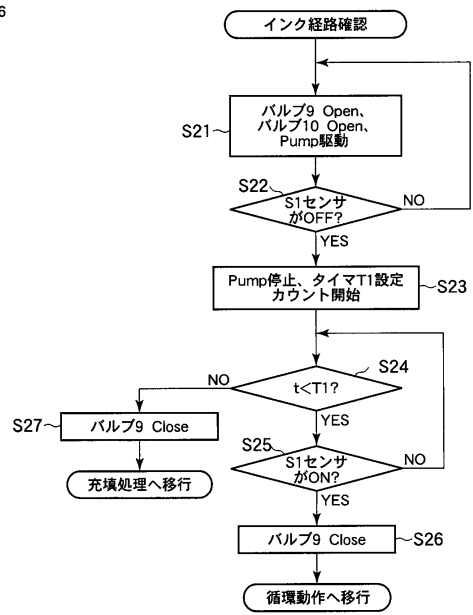 6
インク経路確認
S21
バルブ9 Open、
バルブ10 Open、
Pump駆動
S22
S1センサ
がOFF?
NO
YES
Pump停止、タイマT1設定
カウント開始
S23
S24
t<T1?
NO
YES
S27
バルブ9 Close
S25
S1センサ
がON?
NO
YES
充填処理へ移行
バルブ9 Close
S26
循環動作へ移行